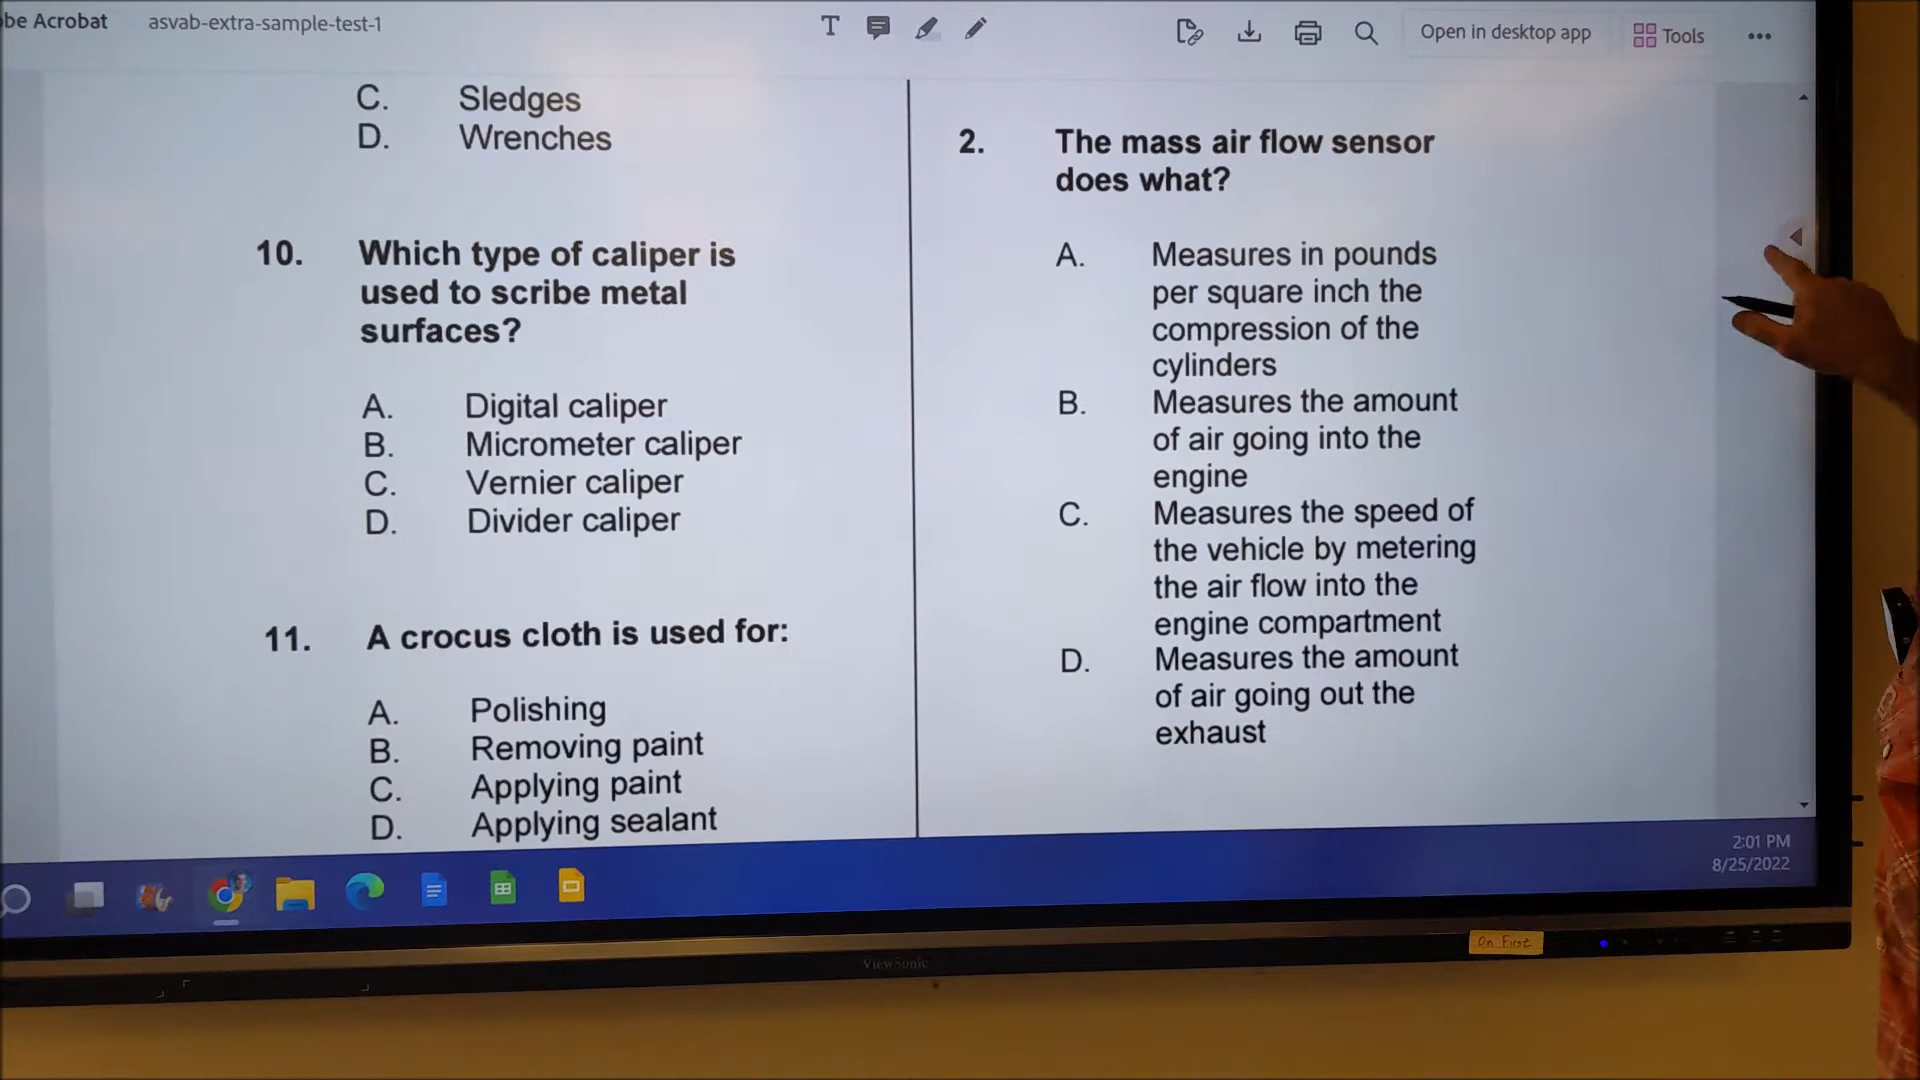 be Acrobat
asvab-extra-sample-test-1
T
Open in desktop app
Tools
C. Sledges
D. Wrenches
10. Which type of caliper is
used to scribe metal
surfaces?
A. Digital caliper
B. Micrometer caliper
C. Vernier caliper
D. Divider caliper
11. A crocus cloth is used for:
A. Polishing
B. Removing paint
C. Applying paint
D. Applying sealant
2. The mass air flow sensor
does what?
A. Measures in pounds
per square inch the
compression of the
cylinders
B. Measures the amount
of air going into the
engine
C. Measures the speed of
the vehicle by metering
the air flow into the
engine compartment
D. Measures the amount
of air going out the
exhaust
2:01 PM
8/25/2022
On First
ViewSonic